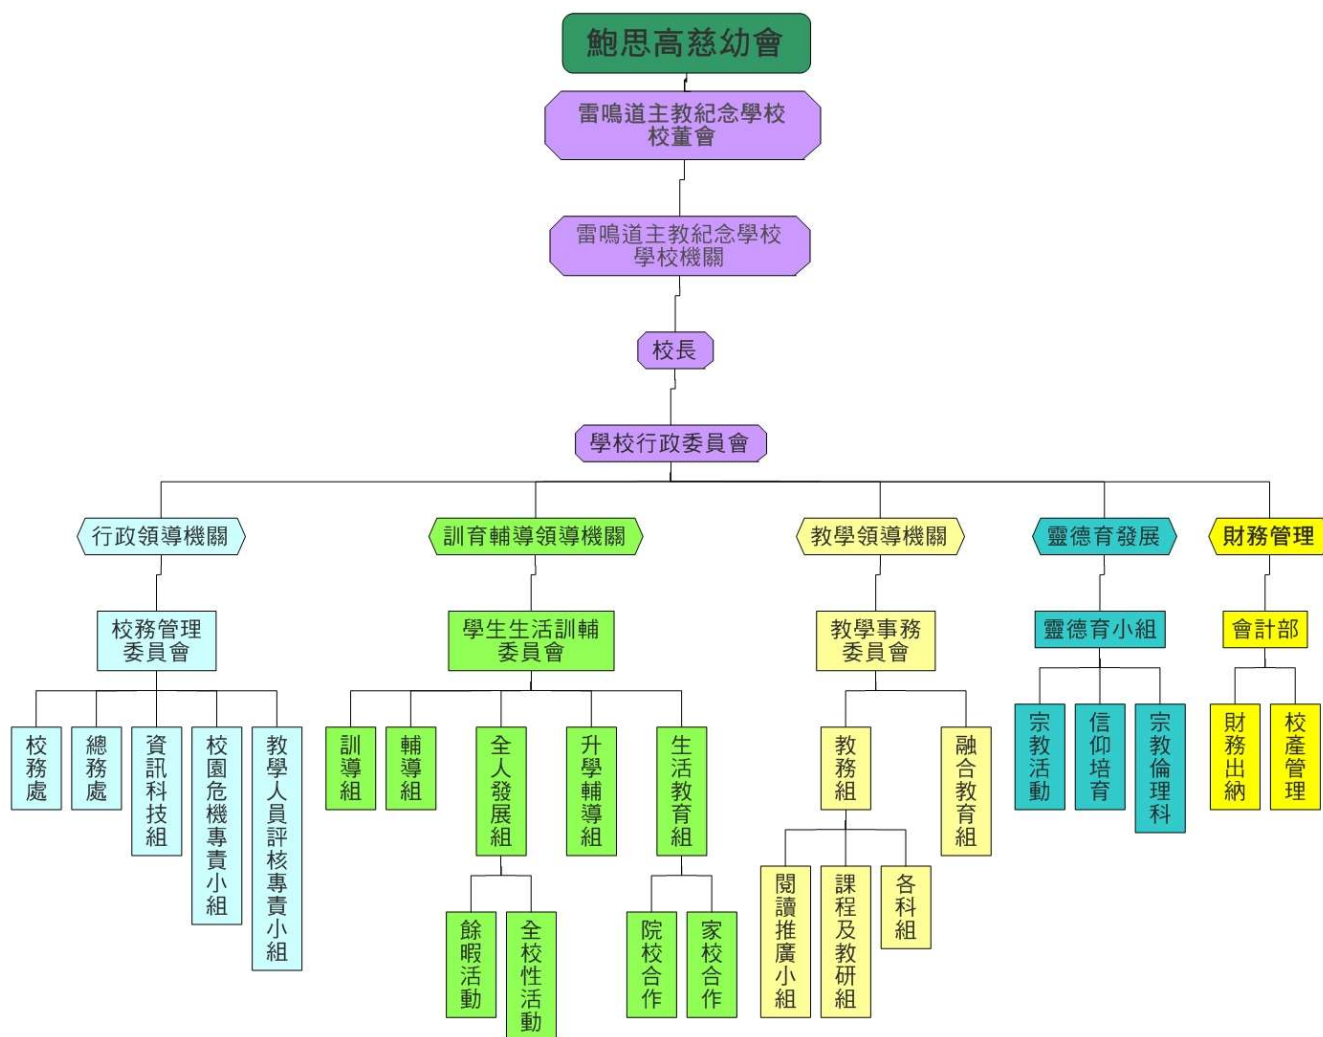 鮑思高慈幼會
雷鳴道主教紀念學校
校董會
雷鳴道主教紀念學校
學校機關
校長
學校行政委員會
行政領導機關
訓育輔導領導機關
教學領導機關
靈德育發展
財務管理
校務管理
委員會
學生生活訓輔
委員會
教學事務
委員會
靈德育小組
會計部
校務處
總務處
資訊科技組
校園危機專責小組
教學人員評核專責小組
訓導組
輔導組
全人發展組
升學輔導組
生活教育組
教務組
融合教育組
宗教活動
信仰培育
宗教倫理科
財務出納
校產管理
餘暇活動
全校性活動
院校合作
家校合作
閱讀推廣小組
課程及教研組
各科組